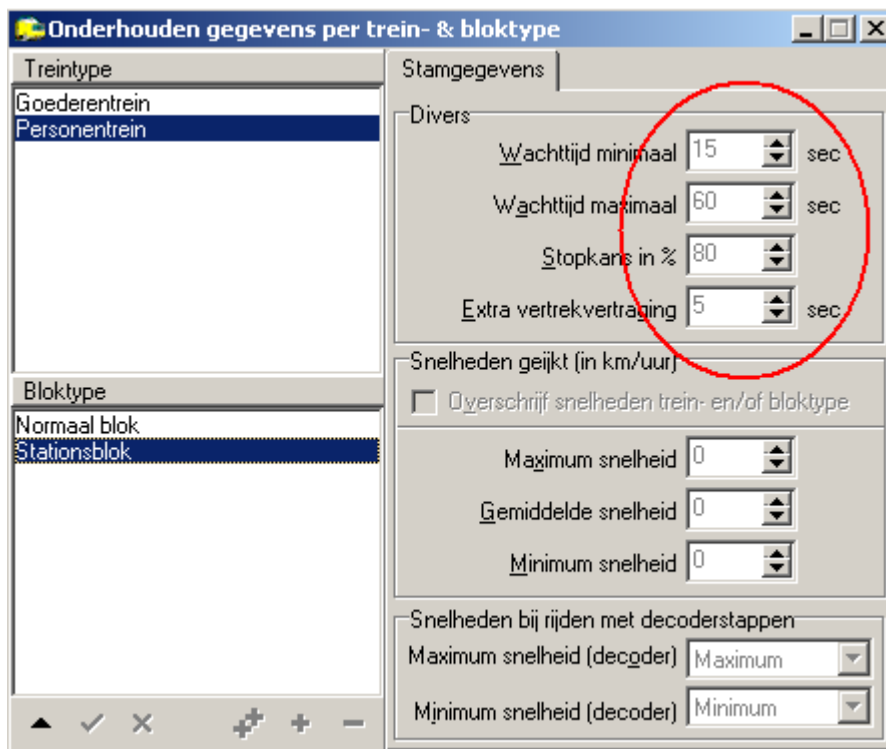 Onderhouden gegevens per trein- & bloktype
Treintype
Goederentrein
Personentrein
Bloktype
Normaal blok
Stationsblok
Stamgegevens
Divers
Wachttijd minimaal 15 sec
Wachttijd maximaal 60 sec
Stopkans in % 80
Extra vertrekvertraging 5 sec
Snelheden geijkt (in km/uur)
Overschrijf snelheden trein- en/of bloktype
Maximum snelheid 0
Gemiddelde snelheid 0
Minimum snelheid 0
Snelheden bij rijden met decoderstappen
Maximum snelheid (decoder) Maximum
Minimum snelheid (decoder) Minimum